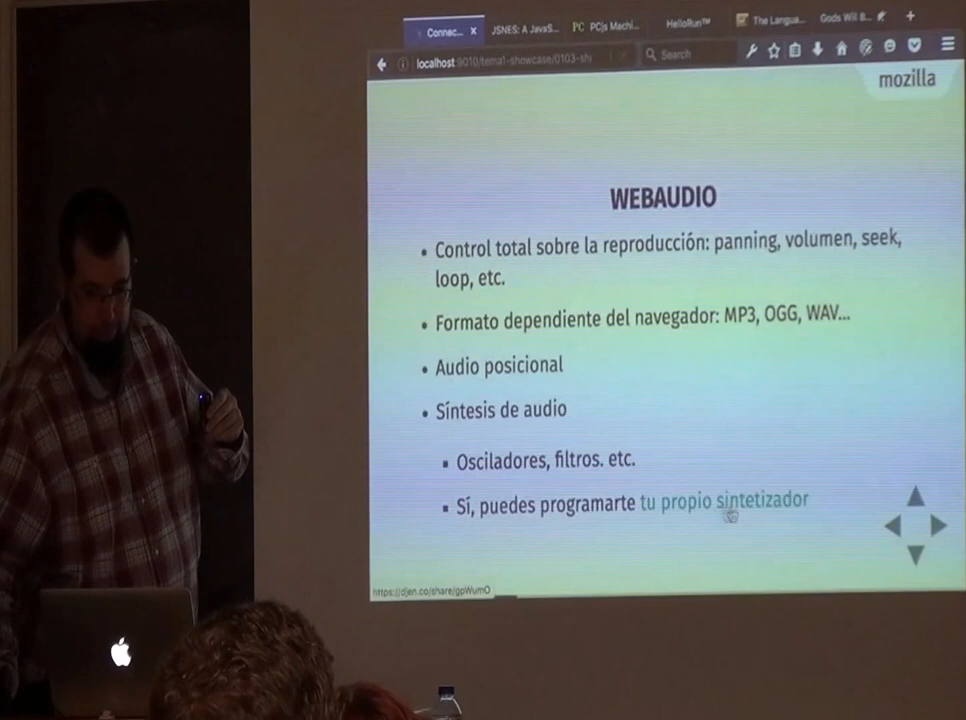 Connec... × JSNES: A JavaS... PC PCjs Machi... HelloRun™ The Langua... Gods Will B...
localhost:9010/tema1-showcase/0103-sh Search
mozilla
WEBAUDIO
• Control total sobre la reproducción: panning, volumen, seek,
loop, etc.
• Formato dependiente del navegador: MP3, OGG, WAV...
• Audio posicional
• Síntesis de audio
▪ Osciladores, filtros. etc.
▪ Sí, puedes programarte tu propio sintetizador
https://djen.co/share/gpWumO